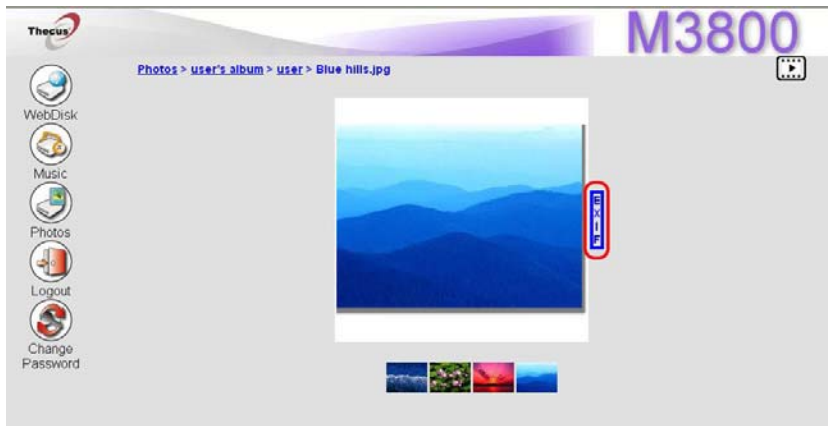 Thecus
M3800
Photos > user's album > user > Blue hills.jpg
WebDisk
Music
Photos
Logout
Change
Password
EXIF